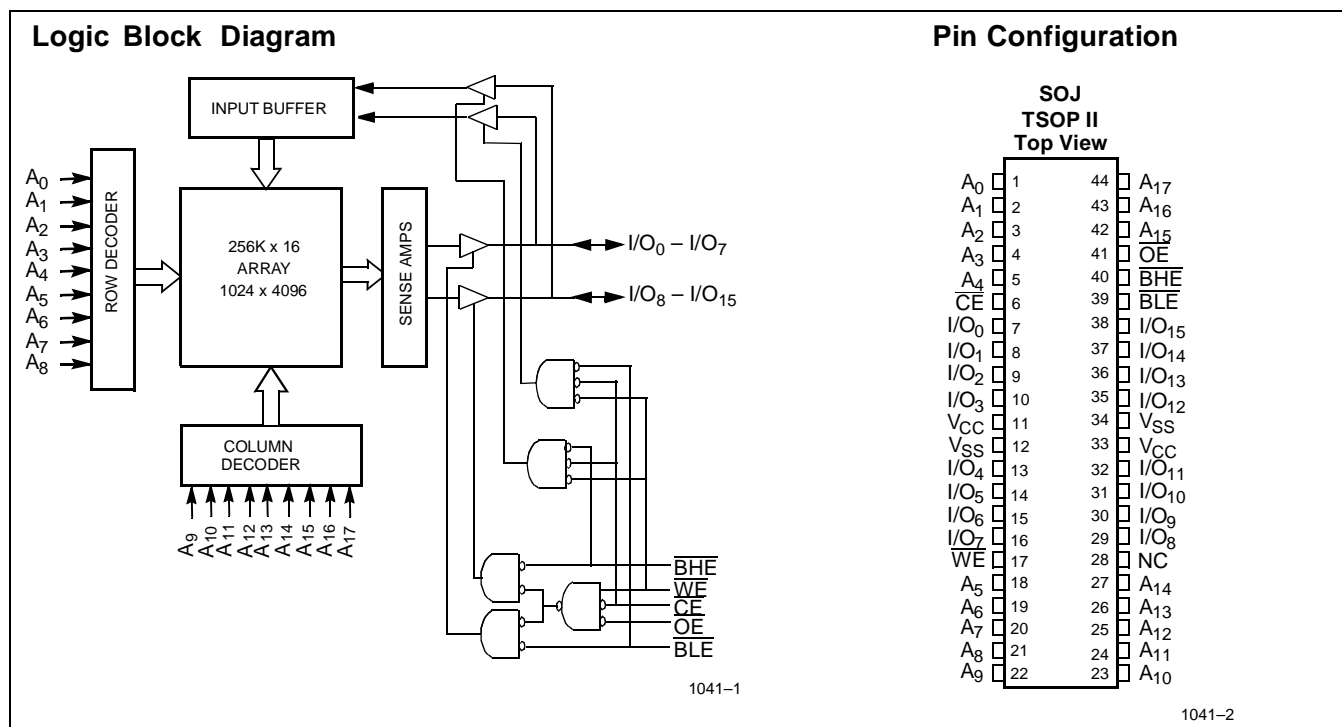 Logic Block Diagram
INPUT BUFFER
A0
A1
A2
A3
A4
A5
A6
A7
A8
ROW DECODER
256K x 16
ARRAY
1024 x 4096
SENSE AMPS
I/O0 – I/O7
I/O8 – I/O15
COLUMN
DECODER
A9
A10
A11
A12
A13
A14
A15
A16
A17
BHE
WE
CE
OE
BLE
1041–1
Pin Configuration
SOJ
TSOP II
Top View
A0 1 44 A17
A1 2 43 A16
A2 3 42 A15
A3 4 41 OE
A4 5 40 BHE
CE 6 39 BLE
I/O0 7 38 I/O15
I/O1 8 37 I/O14
I/O2 9 36 I/O13
I/O3 10 35 I/O12
VCC 11 34 VSS
VSS 12 33 VCC
I/O4 13 32 I/O11
I/O5 14 31 I/O10
I/O6 15 30 I/O9
I/O7 16 29 I/O8
WE 17 28 NC
A5 18 27 A14
A6 19 26 A13
A7 20 25 A12
A8 21 24 A11
A9 22 23 A10
1041–2